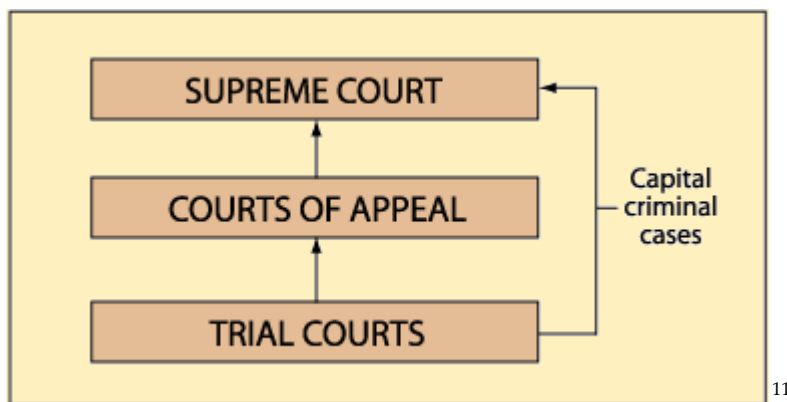 SUPREME COURT
COURTS OF APPEAL
Capital
criminal
cases
TRIAL COURTS
11